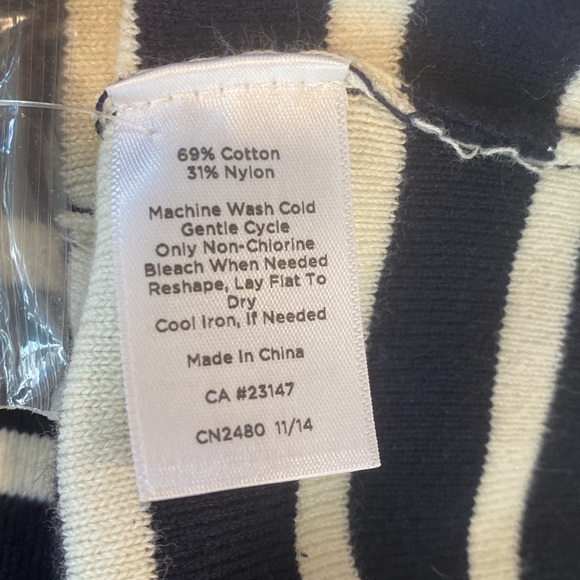 69% Cotton
31% Nylon
Machine Wash Cold
Gentle Cycle
Only Non-Chlorine
Bleach When Needed
Reshape, Lay Flat To
Dry
Cool Iron, If Needed
Made In China
CA #23147
CN2480 11/14